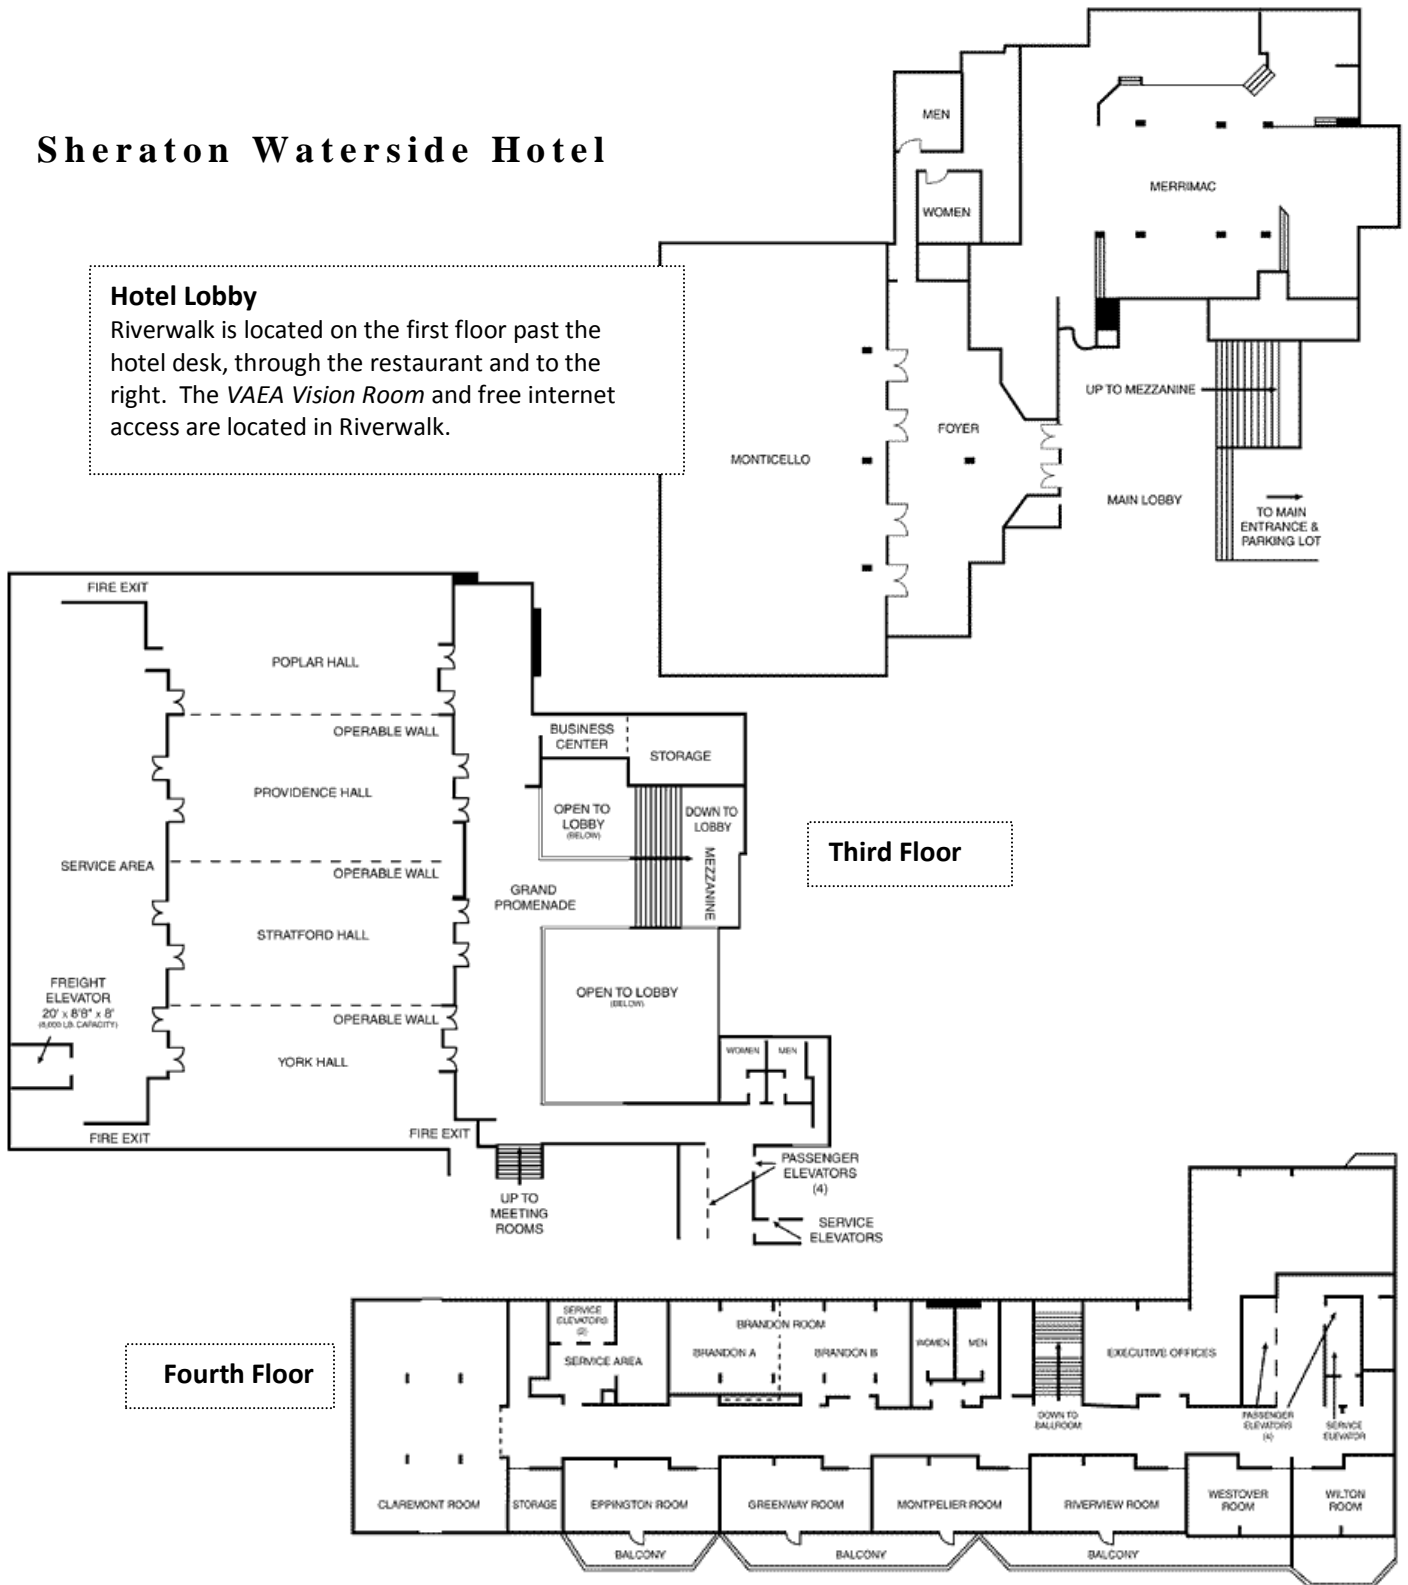 Sheraton Waterside Hotel
MEN
WOMEN
MERRIMAC
Hotel Lobby
Riverwalk is located on the first floor past the
hotel desk, through the restaurant and to the
right. The VAEA Vision Room and free internet
access are located in Riverwalk.
UP TO MEZZANINE
FOYER
MONTICELLO
MAIN LOBBY
TO MAIN
ENTRANCE &
PARKING LOT
FIRE EXIT
POPLAR HALL
OPERABLE WALL
BUSINESS
CENTER
STORAGE
PROVIDENCE HALL
OPEN TO
LOBBY
(BELOW)
DOWN TO
LOBBY
MEZZANINE
Third Floor
SERVICE AREA
OPERABLE WALL
GRAND
PROMENADE
STRATFORD HALL
FREIGHT
ELEVATOR
20' x 8'8" x 8'
(8,000 LB. CAPACITY)
OPEN TO LOBBY
(BELOW)
OPERABLE WALL
YORK HALL
WOMEN
MEN
FIRE EXIT
FIRE EXIT
UP TO
MEETING
ROOMS
PASSENGER
ELEVATORS
(4)
SERVICE
ELEVATORS
Fourth Floor
SERVICE
ELEVATORS
(2)
SERVICE AREA
BRANDON ROOM
BRANDON A
BRANDON B
WOMEN
MEN
EXECUTIVE OFFICES
DOWN TO
BALLROOM
PASSENGER
ELEVATORS
(4)
SERVICE
ELEVATOR
CLAREMONT ROOM
STORAGE
EPPINGTON ROOM
GREENWAY ROOM
MONTPELIER ROOM
RIVERVIEW ROOM
WESTOVER
ROOM
WILTON
ROOM
BALCONY
BALCONY
BALCONY